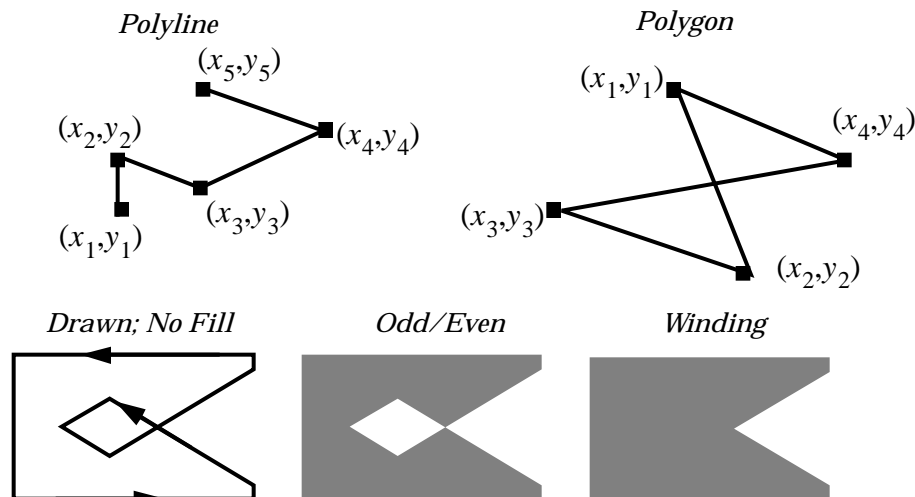 Polyline
(x5,y5)
(x2,y2)
(x4,y4)
(x3,y3)
(x1,y1)
Polygon
(x1,y1)
(x4,y4)
(x3,y3)
(x2,y2)
Drawn; No Fill
Odd/Even
Winding